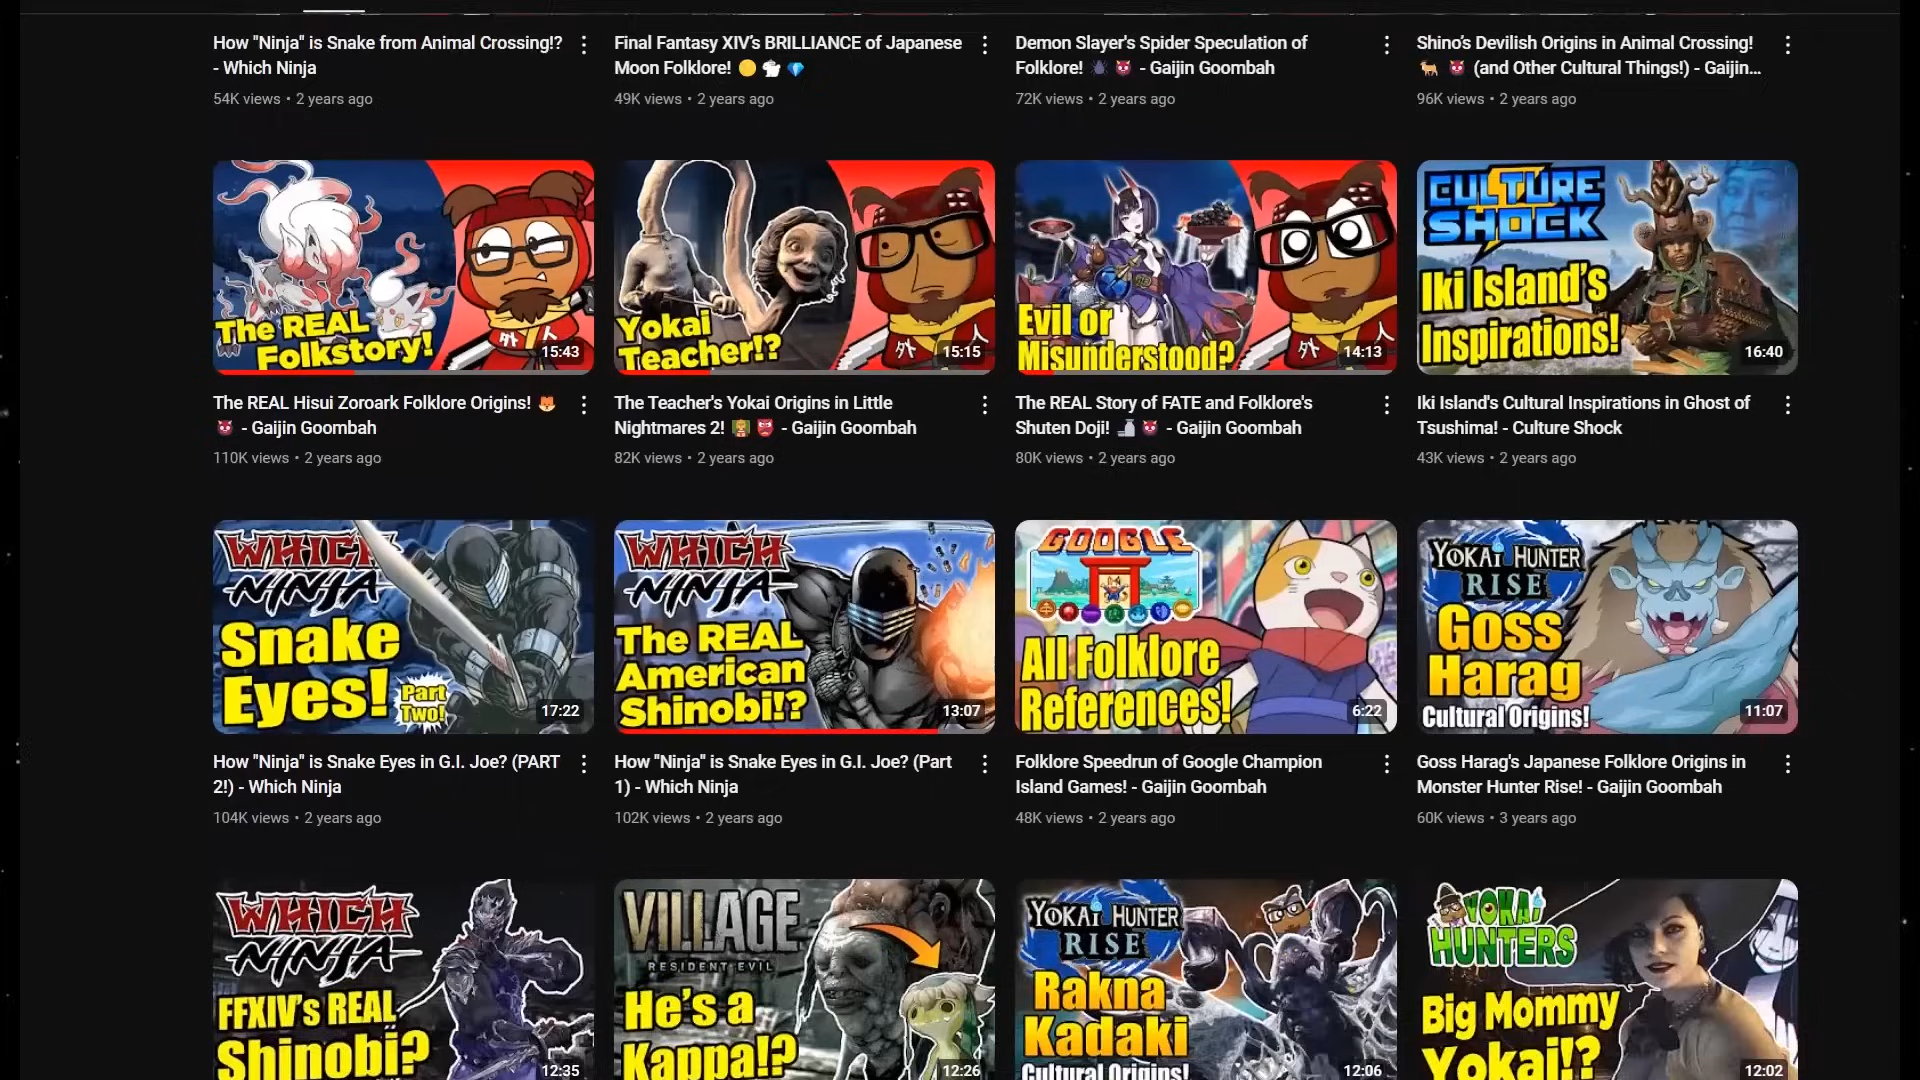 How "Ninja" is Snake from Animal Crossing!?
- Which Ninja
54K views • 2 years ago
Final Fantasy XIV's BRILLIANCE of Japanese
Moon Folklore! 🌕 🐇 💎
49K views • 2 years ago
Demon Slayer's Spider Speculation of
Folklore! 🕷 👿 - Gaijin Goombah
72K views • 2 years ago
Shino's Devilish Origins in Animal Crossing!
🐐 👿 (and Other Cultural Things!) - Gaijin...
96K views • 2 years ago
The REAL
Folkstory!
外 人
15:43
Yokai
Teacher!?
外
15:15
Evil or
Misunderstood?
外 人
14:13
CULTURE
SHOCK
Iki Island's
Inspirations!
16:40
The REAL Hisui Zoroark Folklore Origins! 🦊
👿 - Gaijin Goombah
110K views • 2 years ago
The Teacher's Yokai Origins in Little
Nightmares 2! 👩‍🏫 👹 - Gaijin Goombah
82K views • 2 years ago
The REAL Story of FATE and Folklore's
Shuten Doji! 🍶 👿 - Gaijin Goombah
80K views • 2 years ago
Iki Island's Cultural Inspirations in Ghost of
Tsushima! - Culture Shock
43K views • 2 years ago
WHICH
NINJA
Snake
Eyes!
Part
Two!
17:22
WHICH
NINJA
The REAL
American
Shinobi!?
13:07
GOOGLE
All Folklore
References!
6:22
YOKAI HUNTER
RISE
Goss
Harag
Cultural Origins!
11:07
How "Ninja" is Snake Eyes in G.I. Joe? (PART
2!) - Which Ninja
104K views • 2 years ago
How "Ninja" is Snake Eyes in G.I. Joe? (Part
1) - Which Ninja
102K views • 2 years ago
Folklore Speedrun of Google Champion
Island Games! - Gaijin Goombah
48K views • 2 years ago
Goss Harag's Japanese Folklore Origins in
Monster Hunter Rise! - Gaijin Goombah
60K views • 3 years ago
WHICH
NINJA
FFXIV's REAL
Shinobi?
12:35
VILLAGE
RESIDENT EVIL
He's a
Kappa!?
12:26
YOKAI HUNTER
RISE
Rakna
Kadaki
Cultural Origins!
12:06
YOKAI
HUNTERS
Big Mommy
Yokai!?
12:02